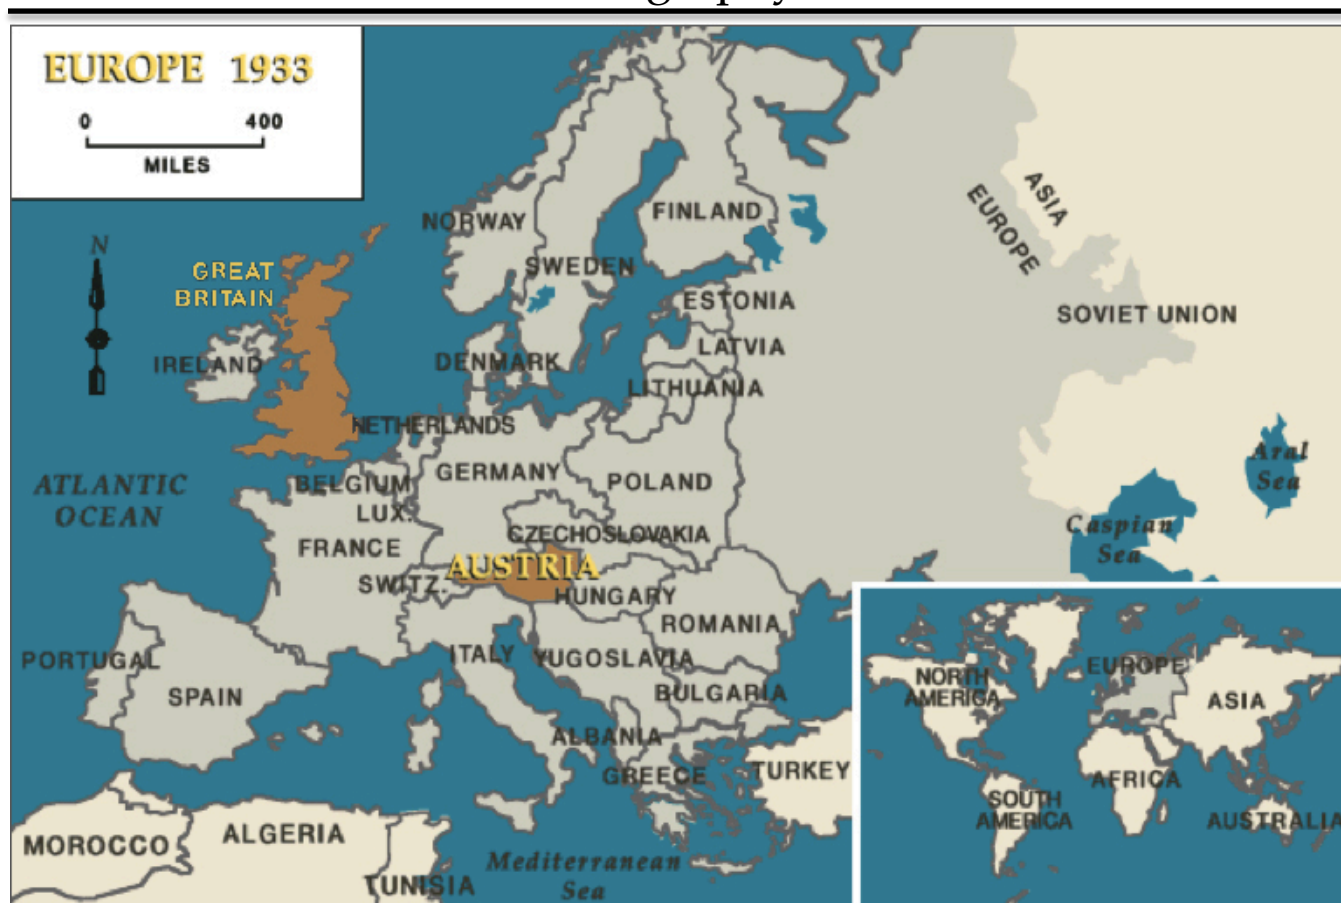 EUROPE 1933
0 400
MILES
N
GREAT
BRITAIN
NORWAY
FINLAND
SWEDEN
ASIA
EUROPE
ESTONIA
SOVIET UNION
IRELAND
DENMARK
LATVIA
LITHUANIA
NETHERLANDS
ATLANTIC
OCEAN
BELGIUM
GERMANY
POLAND
Aral
Sea
LUX.
FRANCE
CZECHOSLOVAKIA
Caspian
Sea
AUSTRIA
SWITZ.
HUNGARY
ROMANIA
PORTUGAL
SPAIN
ITALY
YUGOSLAVIA
BULGARIA
ALBANIA
GREECE
TURKEY
MOROCCO
ALGERIA
TUNISIA
Mediterranean
Sea
NORTH
AMERICA
EUROPE
ASIA
AFRICA
SOUTH
AMERICA
AUSTRALIA